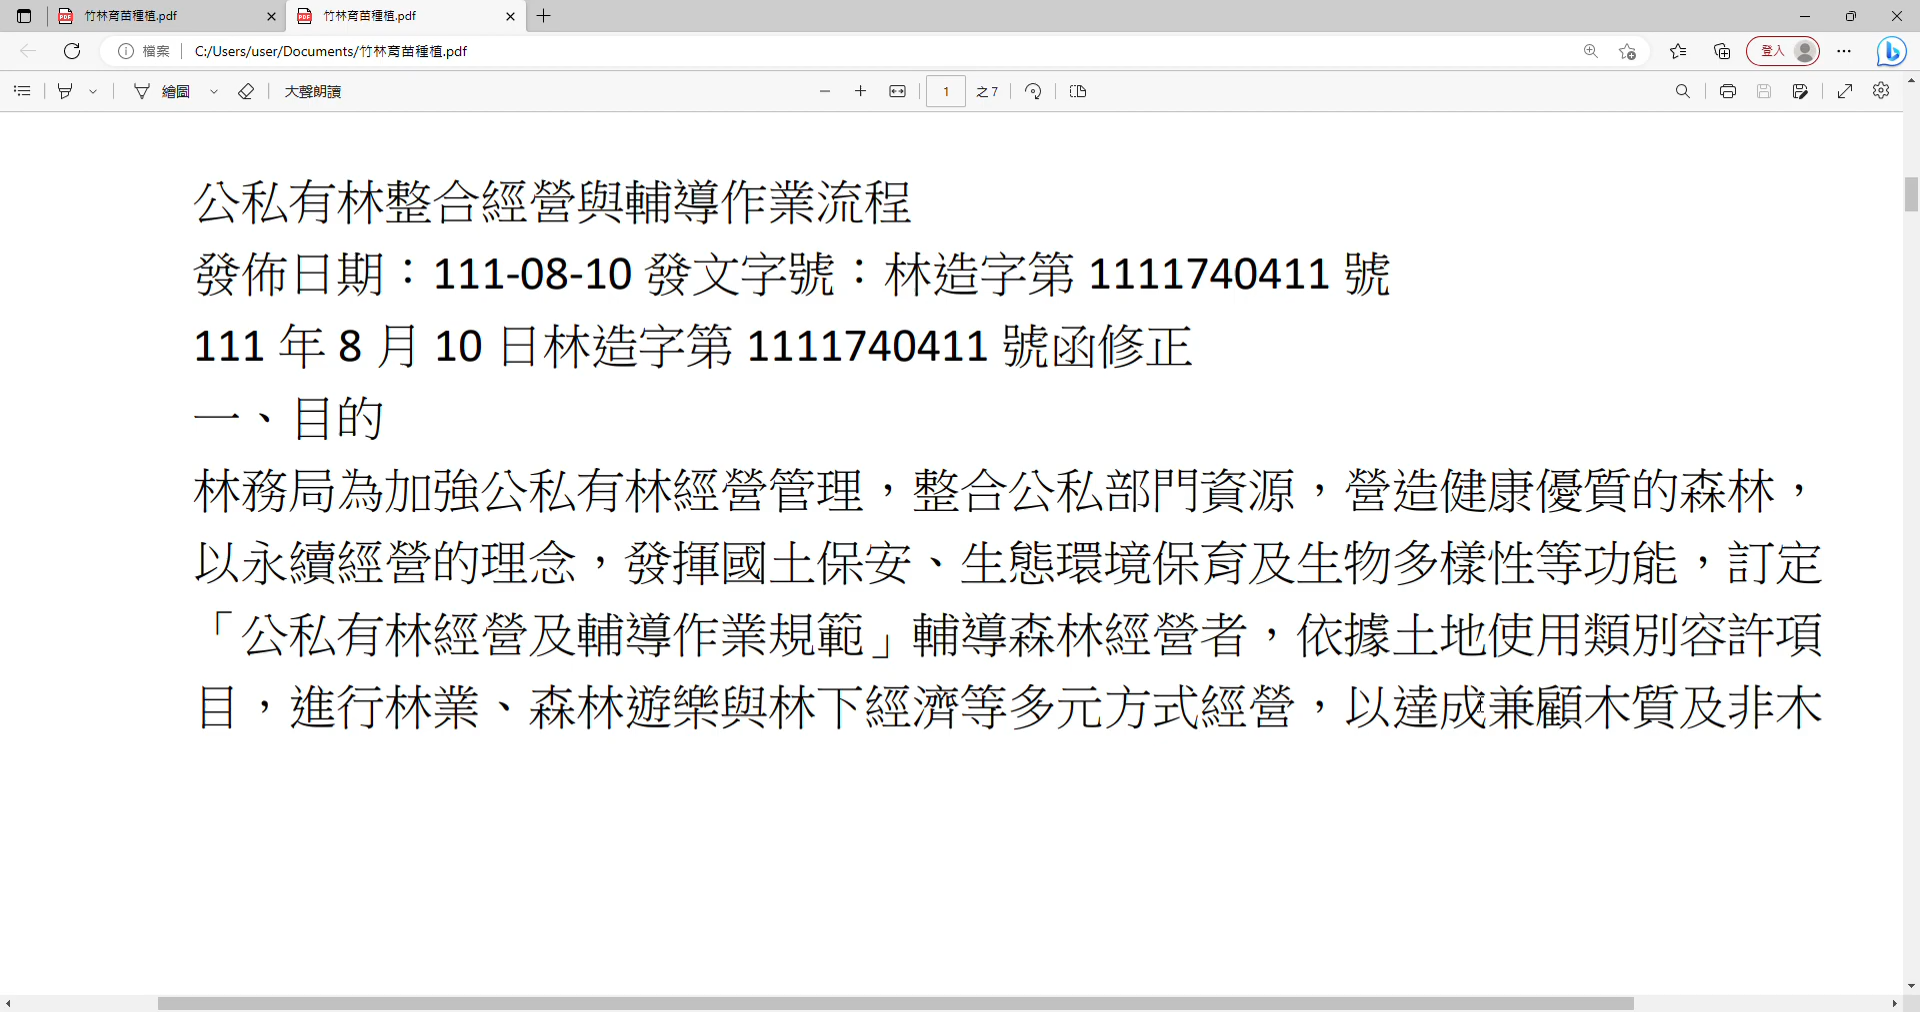 竹林育苗種植.pdf
竹林育苗種植.pdf
檔案 C:/Users/user/Documents/竹林育苗種植.pdf
登入
繪圖 大聲朗讀 1 之 7
公私有林整合經營與輔導作業流程
發佈日期：111-08-10 發文字號：林造字第 1111740411 號
111 年 8 月 10 日林造字第 1111740411 號函修正
一、目的
林務局為加強公私有林經營管理，整合公私部門資源，營造健康優質的森林，
以永續經營的理念，發揮國土保安、生態環境保育及生物多樣性等功能，訂定
「公私有林經營及輔導作業規範」輔導森林經營者，依據土地使用類別容許項
目，進行林業、森林遊樂與林下經濟等多元方式經營，以達成兼顧木質及非木